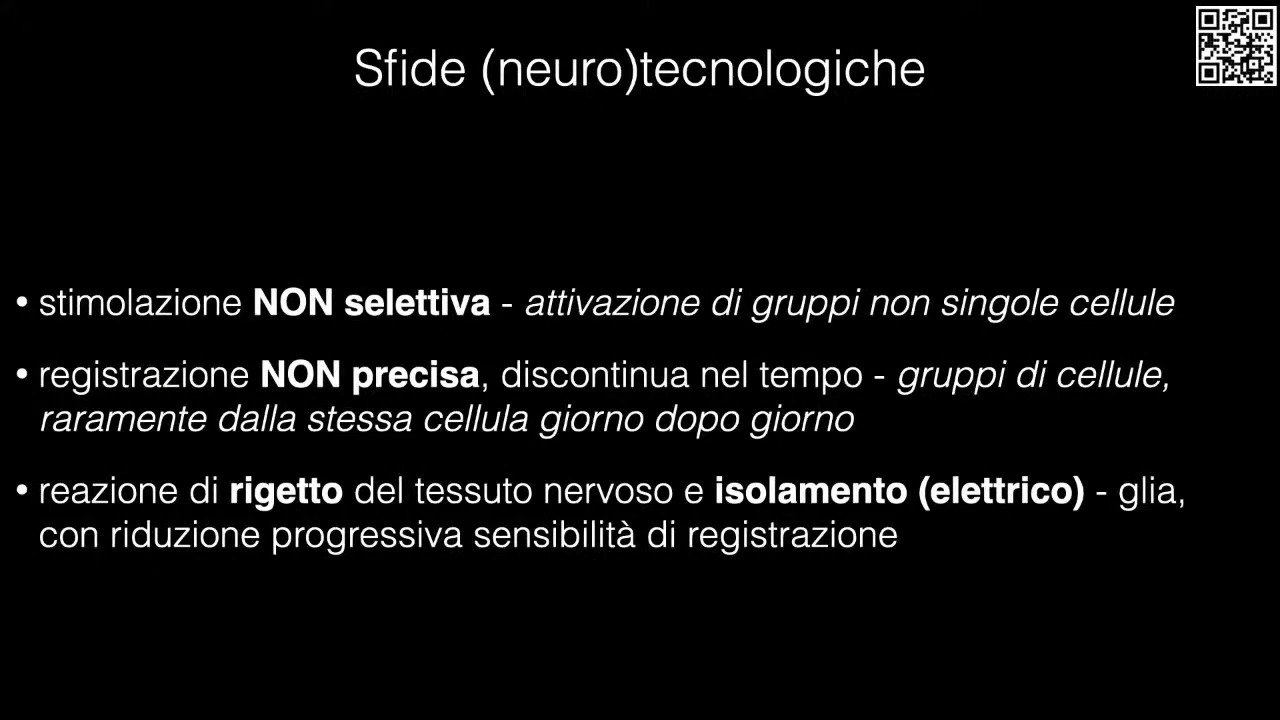 Sfide (neuro)tecnologiche
• stimolazione NON selettiva - attivazione di gruppi non singole cellule
• registrazione NON precisa, discontinua nel tempo - gruppi di cellule,
raramente dalla stessa cellula giorno dopo giorno
• reazione di rigetto del tessuto nervoso e isolamento (elettrico) - glia,
con riduzione progressiva sensibilità di registrazione